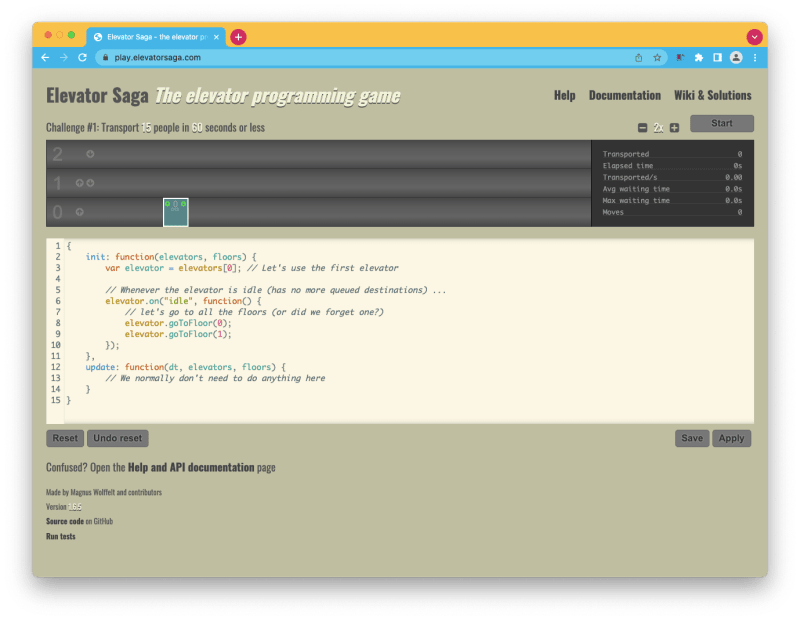 Elevator Saga - the elevator pr
play.elevatorsaga.com
Elevator Saga The elevator programming game
Help Documentation Wiki & Solutions
Challenge #1: Transport 15 people in 60 seconds or less
2x
Start
2
1
0
0
Transported 0
Elapsed time 0s
Transported/s 0.00
Avg waiting time 0.0s
Max waiting time 0.0s
Moves 0
1 {
2 init: function(elevators, floors) {
3 var elevator = elevators[0]; // Let's use the first elevator
4
5 // Whenever the elevator is idle (has no more queued destinations) ...
6 elevator.on("idle", function() {
7 // let's go to all the floors (or did we forget one?)
8 elevator.goToFloor(0);
9 elevator.goToFloor(1);
10 });
11 },
12 update: function(dt, elevators, floors) {
13 // We normally don't need to do anything here
14 }
15 }
Reset Undo reset Save Apply
Confused? Open the Help and API documentation page
Made by Magnus Wolffelt and contributors
Version 1.6.5
Source code on GitHub
Run tests